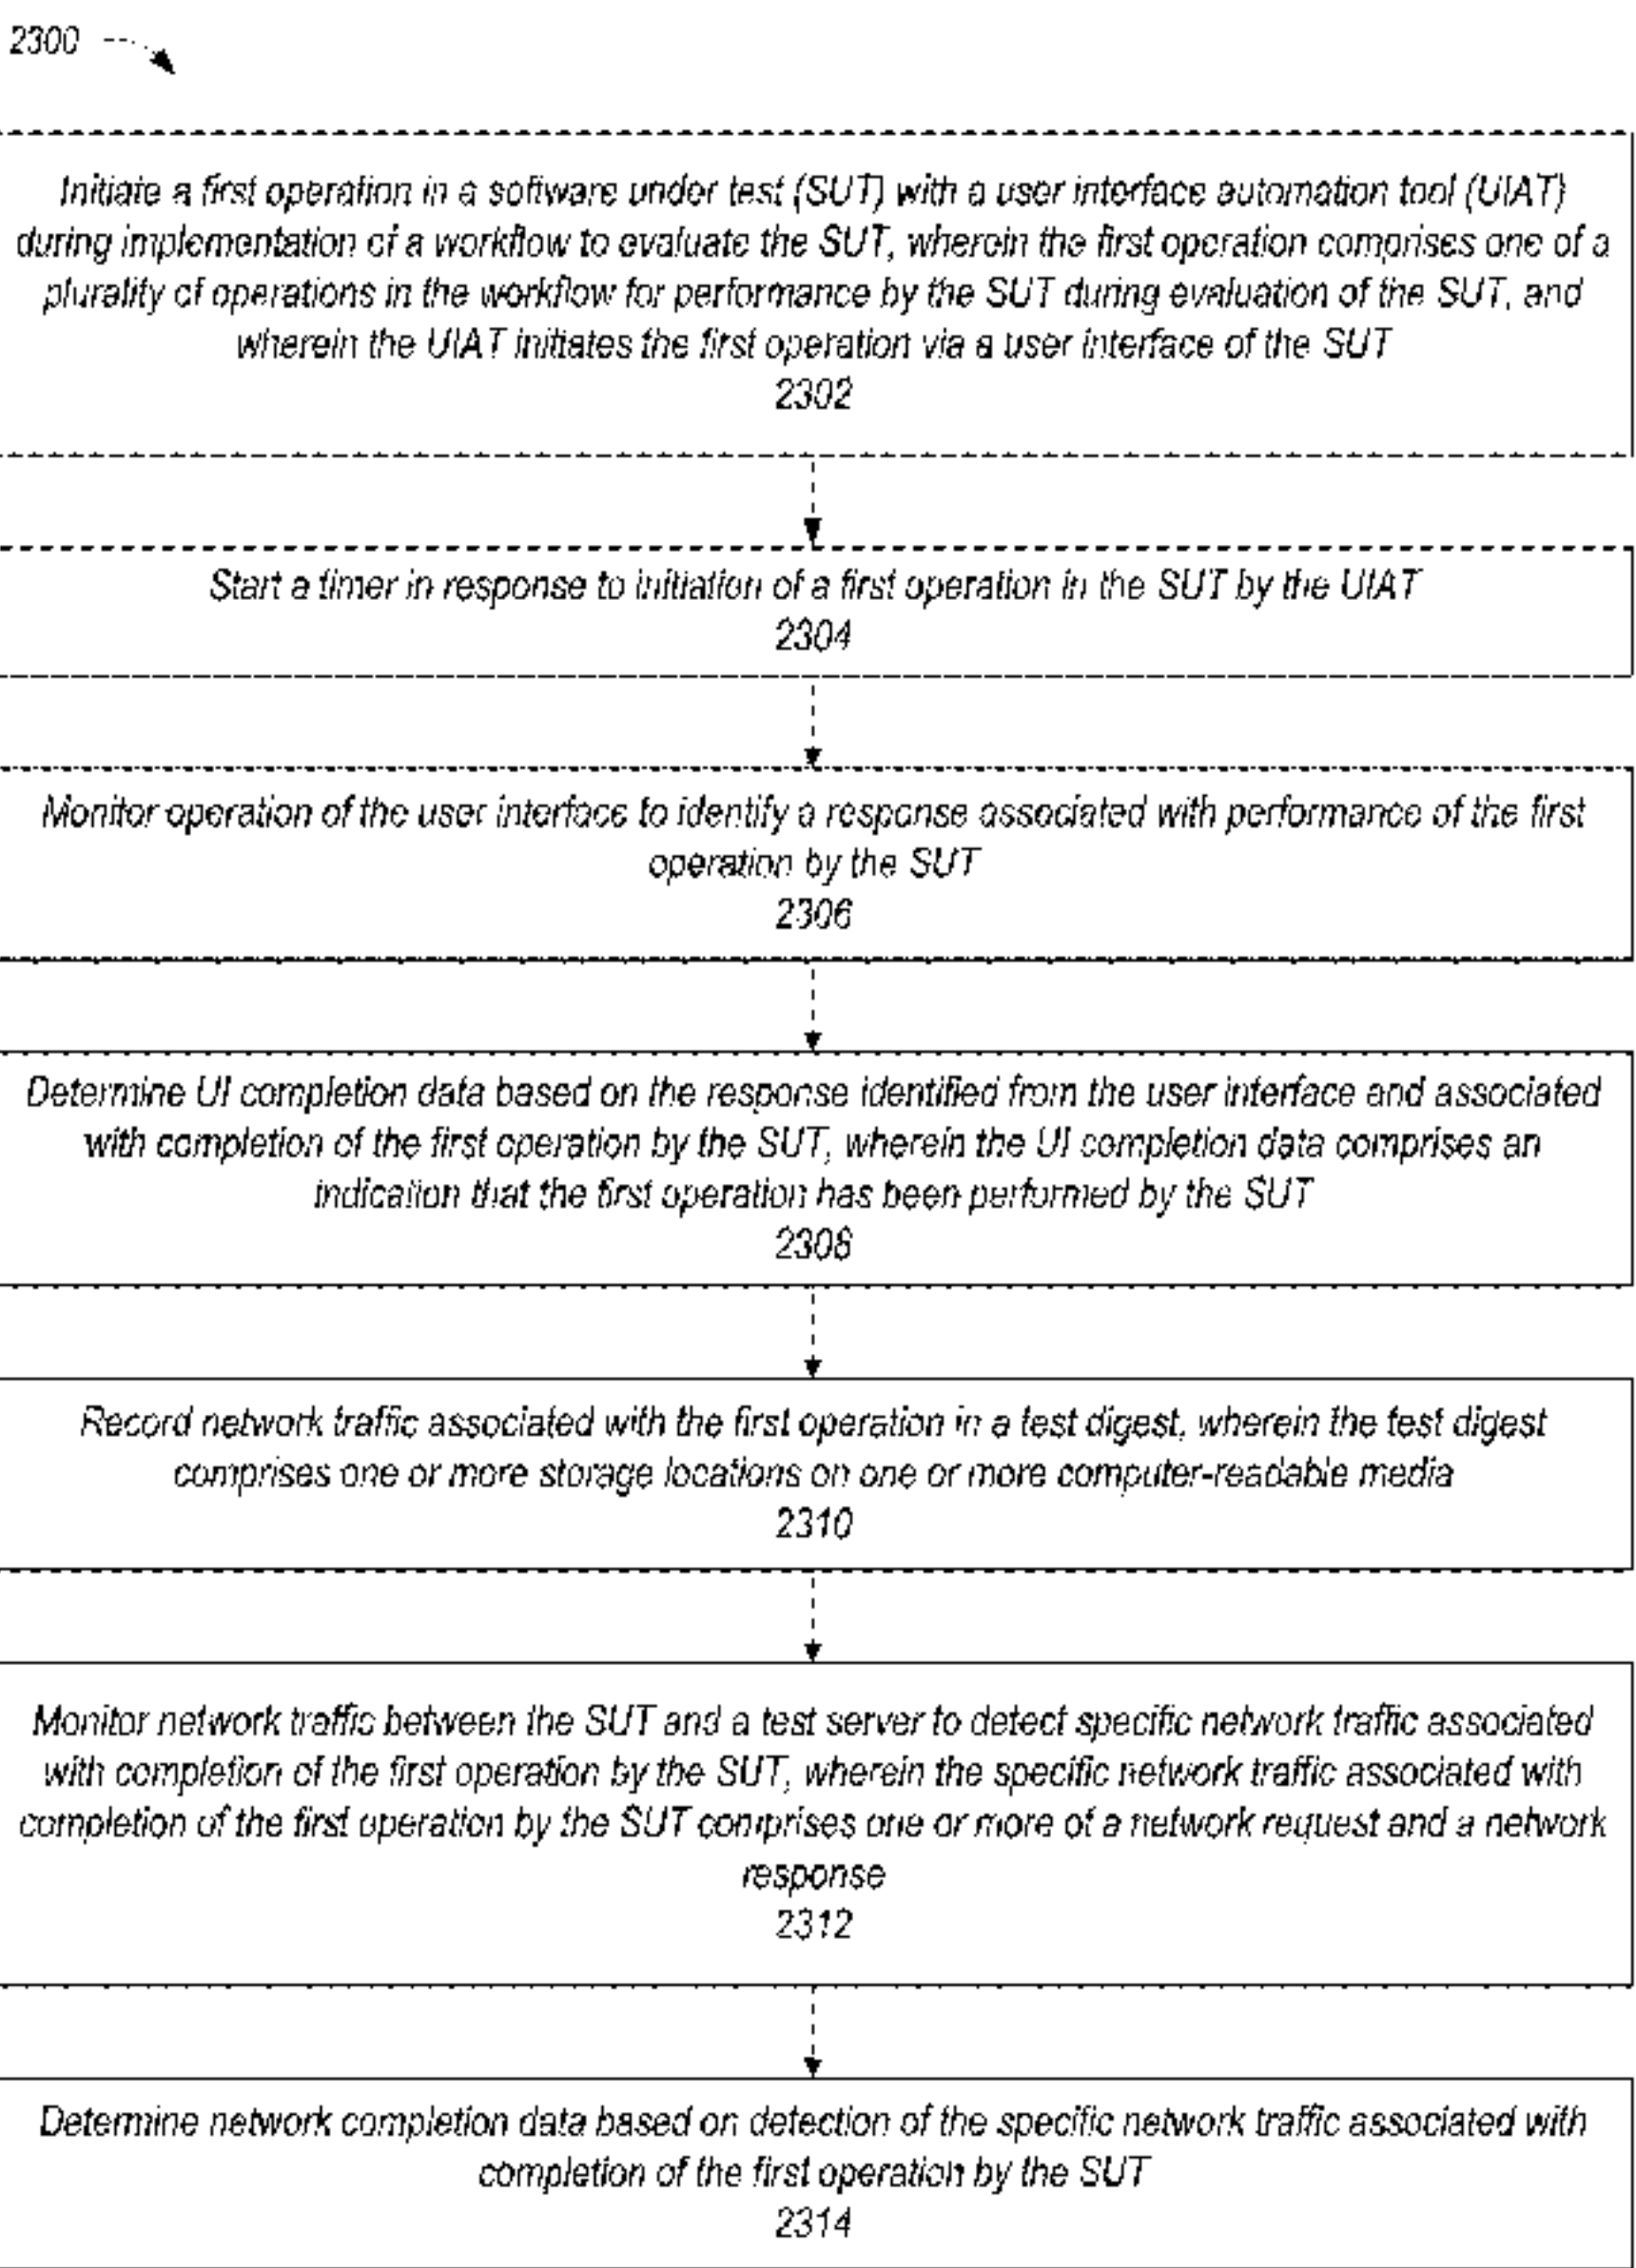 2300
Initiate a first operation in a software under test (SUT) with a user interface automation tool (UIAT)
during implementation of a workflow to evaluate the SUT, wherein the first operation comprises one of a
plurality of operations in the workflow for performance by the SUT during evaluation of the SUT, and
wherein the UIAT initiates the first operation via a user interface of the SUT
2302
Start a timer in response to initiation of a first operation in the SUT by the UIAT
2304
Monitor operation of the user interface to identify a response associated with performance of the first
operation by the SUT
2306
Determine UI completion data based on the response identified from the user interface and associated
with completion of the first operation by the SUT, wherein the UI completion data comprises an
indication that the first operation has been performed by the SUT
2308
Record network traffic associated with the first operation in a test digest, wherein the test digest
comprises one or more storage locations on one or more computer-readable media
2310
Monitor network traffic between the SUT and a test server to detect specific network traffic associated
with completion of the first operation by the SUT, wherein the specific network traffic associated with
completion of the first operation by the SUT comprises one or more of a network request and a network
response
2312
Determine network completion data based on detection of the specific network traffic associated with
completion of the first operation by the SUT
2314